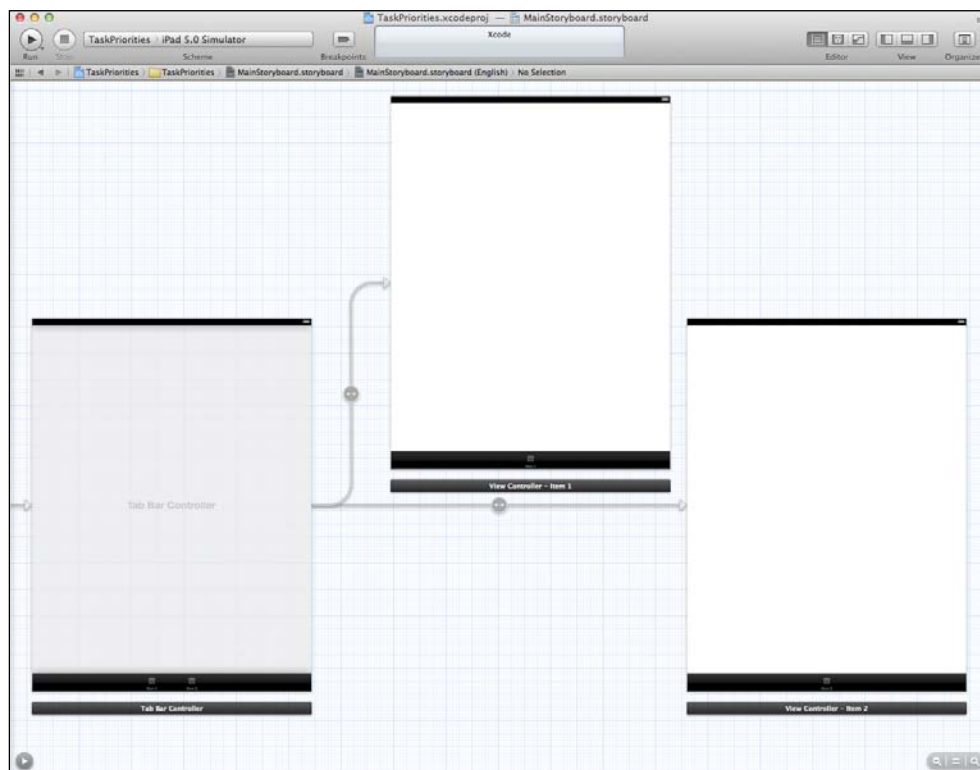 TaskPriorities.xcodeproj — MainStoryboard.storyboard
TaskPriorities iPad 5.0 Simulator
Xcode
Run Stop Scheme Breakpoints Editor View Organize
TaskPriorities TaskPriorities MainStoryboard.storyboard MainStoryboard.storyboard (English) No Selection
View Controller - Item 1
Tab Bar Controller
Tab Bar Controller
View Controller - Item 2